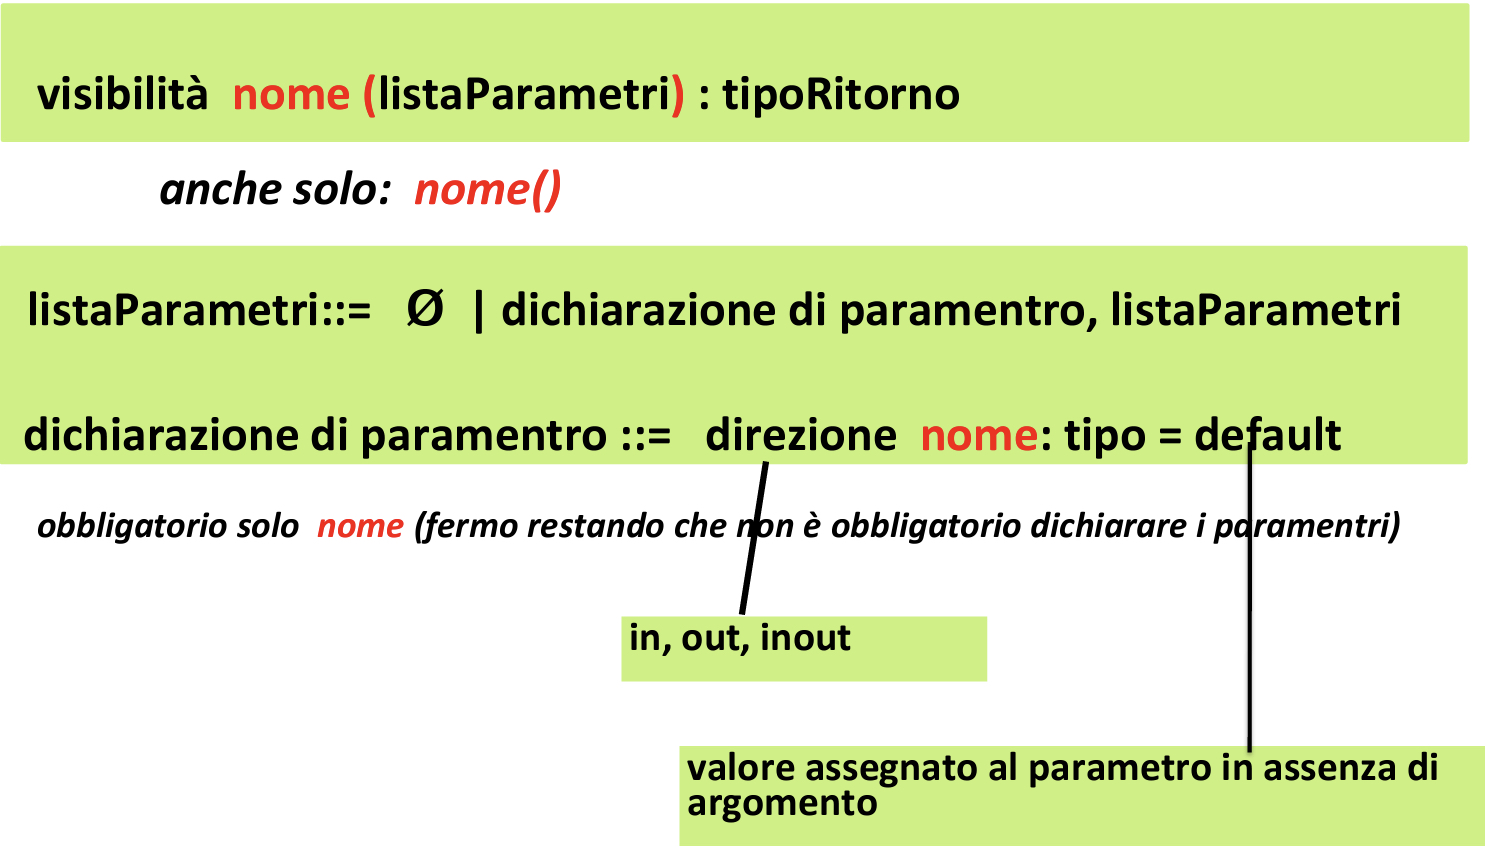 visibilità nome (listaParametri) : tipoRitorno
anche solo: nome()
listaParametri::= Ø | dichiarazione di paramentro, listaParametri
dichiarazione di paramentro ::= direzione nome: tipo = default
obbligatorio solo nome (fermo restando che non è obbligatorio dichiarare i paramentri)
in, out, inout
valore assegnato al parametro in assenza di
argomento